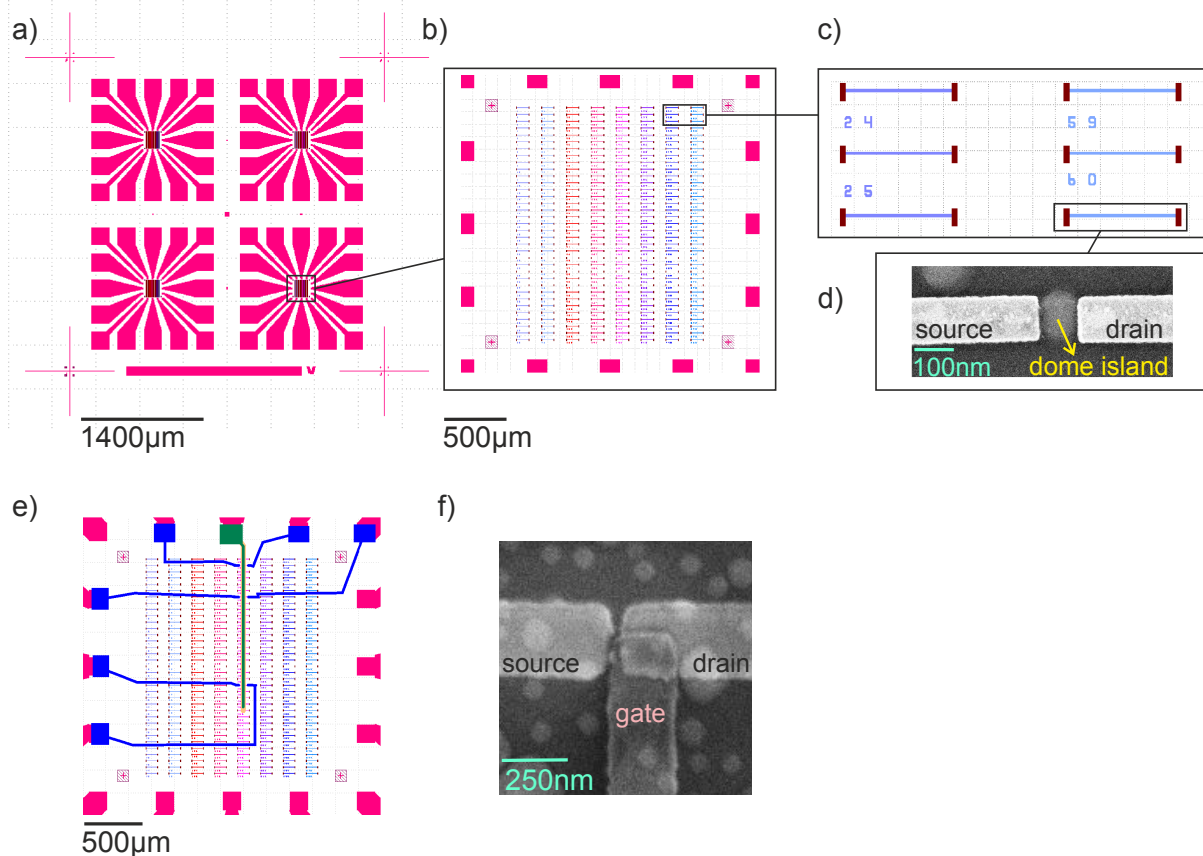 a)
b)
c)
2 4
5 9
2 5
6 0
d)
source
drain
100nm
dome island
1400µm
500µm
e)
f)
source
drain
gate
250nm
500µm